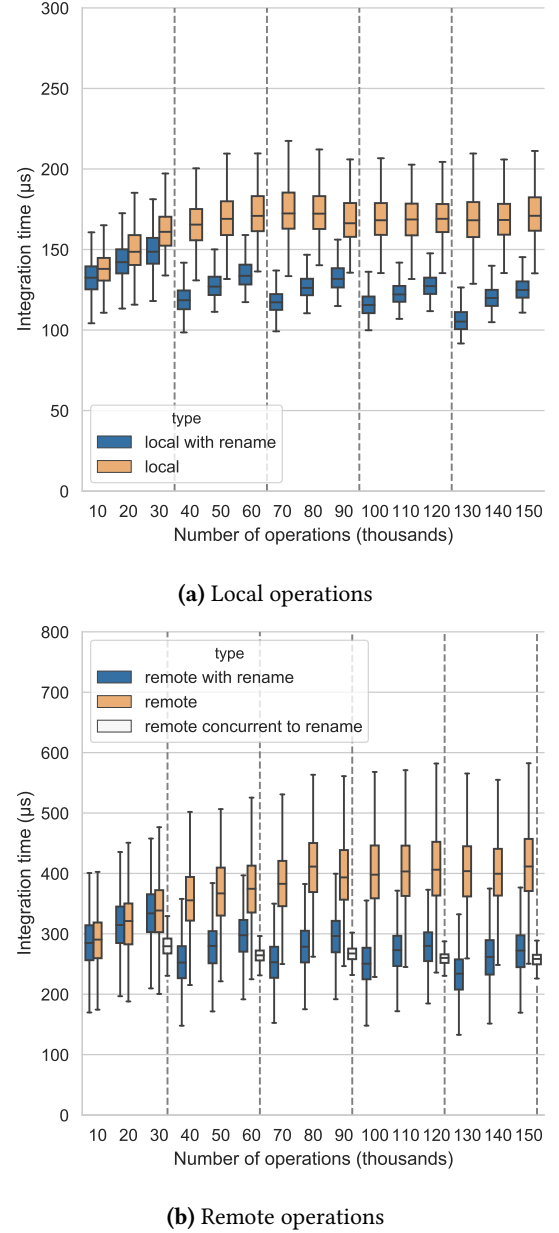 300
250
200
150
100
50
0
Integration time (μs)
type
local with rename
local
10 20 30 40 50 60 70 80 90 100 110 120 130 140 150
Number of operations (thousands)
(a) Local operations
800
700
600
500
400
300
200
100
0
Integration time (μs)
type
remote with rename
remote
remote concurrent to rename
10 20 30 40 50 60 70 80 90 100 110 120 130 140 150
Number of operations (thousands)
(b) Remote operations